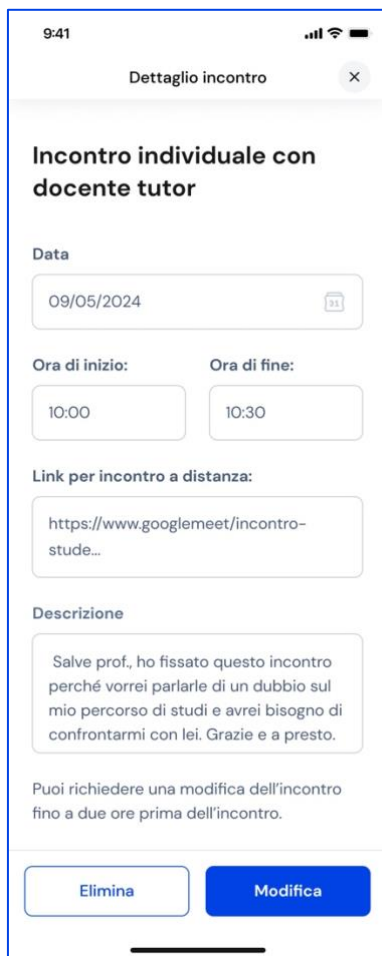 9:41
Dettaglio incontro
Incontro individuale con
docente tutor
Data
09/05/2024
31
Ora di inizio: Ora di fine:
10:00 10:30
Link per incontro a distanza:
https://www.googlemeet/incontro-
stude...
Descrizione
Salve prof., ho fissato questo incontro
perché vorrei parlarle di un dubbio sul
mio percorso di studi e avrei bisogno di
confrontarmi con lei. Grazie e a presto.
Puoi richiedere una modifica dell'incontro
fino a due ore prima dell'incontro.
Elimina Modifica